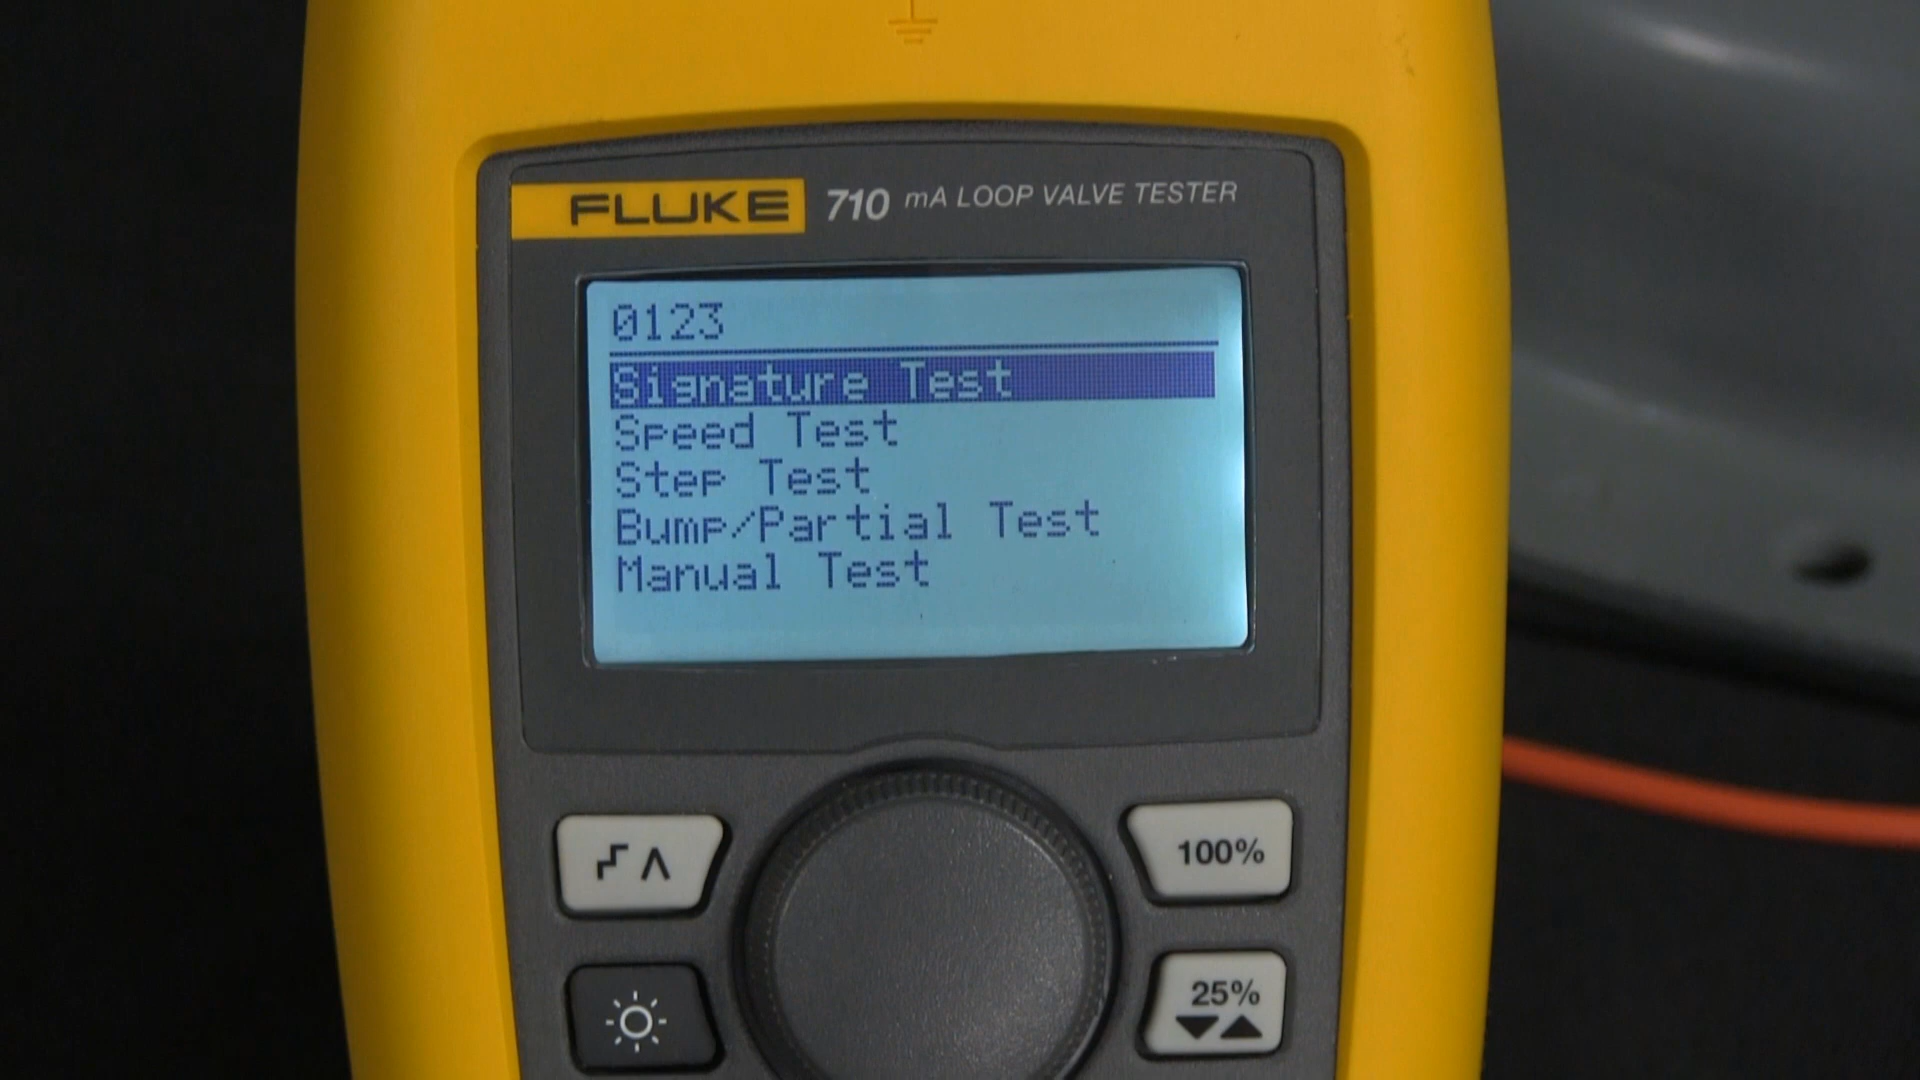 FLUKE 710 mA LOOP VALVE TESTER
0123
Signature Test
Speed Test
Step Test
Bump/Partial Test
Manual Test
100%
25%